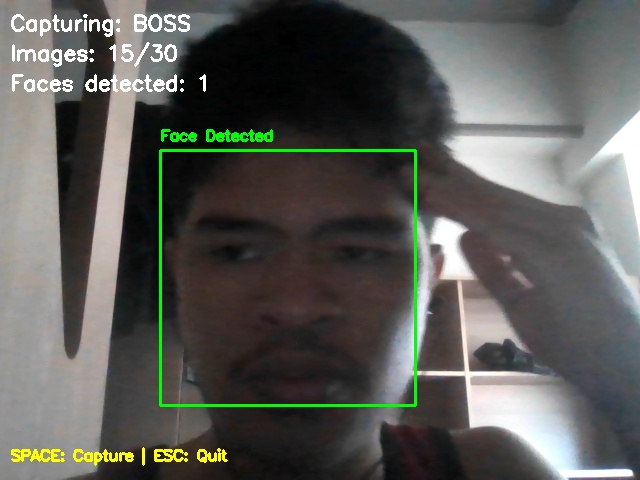 Capturing: BOSS
Images: 15/30
Faces detected: 1
Face Detected
SPACE: Capture | ESC: Quit